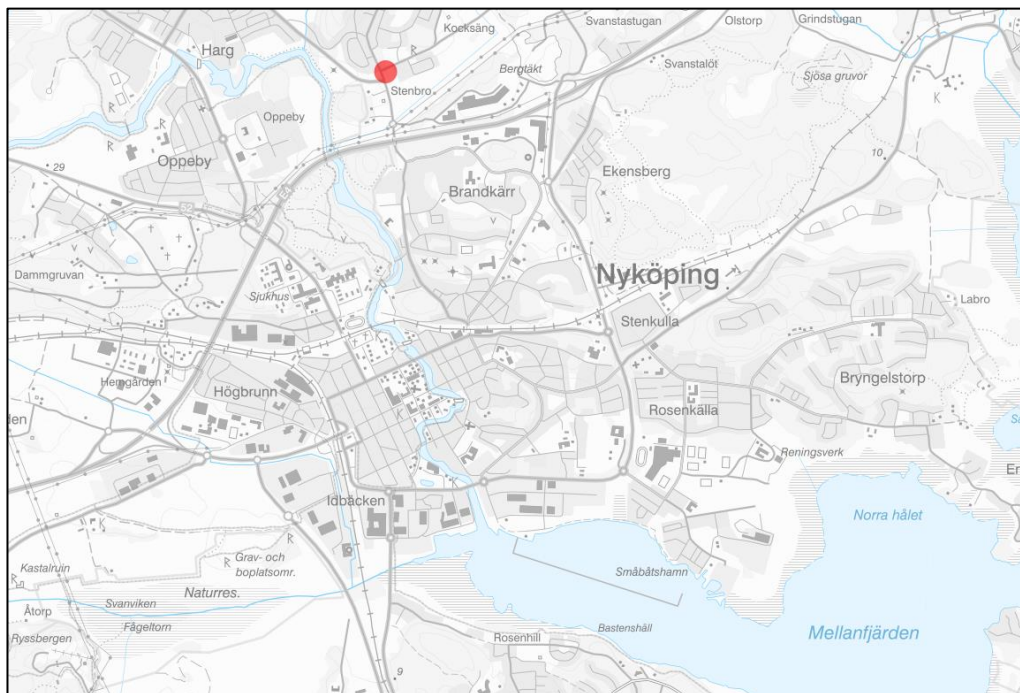 Kocksäng
Svanstastugan
Olstorp
Grindstugan
Harg
R
Bergtäkt
Svanstalöt
Sjösa gruvor
Stenbro
R
K
R
Oppeby
Oppeby
29
10
Ekensberg
Brandkärr
Nyköping
Dammgruvan
Sjukhus
Labro
Stenkulla
Hemgården
Högbrunn
Bryngelstorp
K
Rosenkälla
den
Reningsverk
Idbäcken
Norra hålet
K
R
Grav- och
boplatsomr.
Kastalruin
R
Naturres.
Småbåtshamn
Svanviken
Åtorp
Fågeltorn
Bastenshäll
Ryssbergen
Rosenhill
Mellanfjärden
9